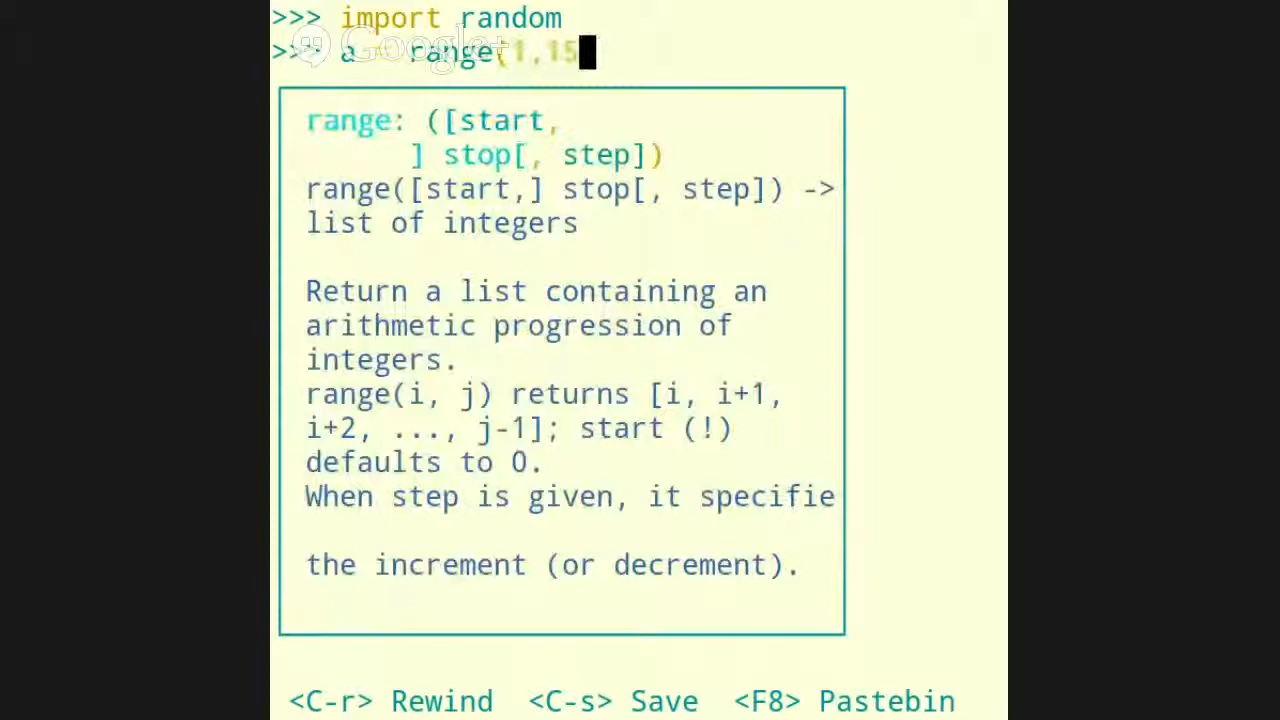 >>> import random
>>> a = range(1,15
Google+
range: ([start,
] stop[, step])
range([start,] stop[, step]) ->
list of integers
Return a list containing an
arithmetic progression of
integers.
range(i, j) returns [i, i+1,
i+2, ..., j-1]; start (!)
defaults to 0.
When step is given, it specifie
the increment (or decrement).
<C-r> Rewind <C-s> Save <F8> Pastebin